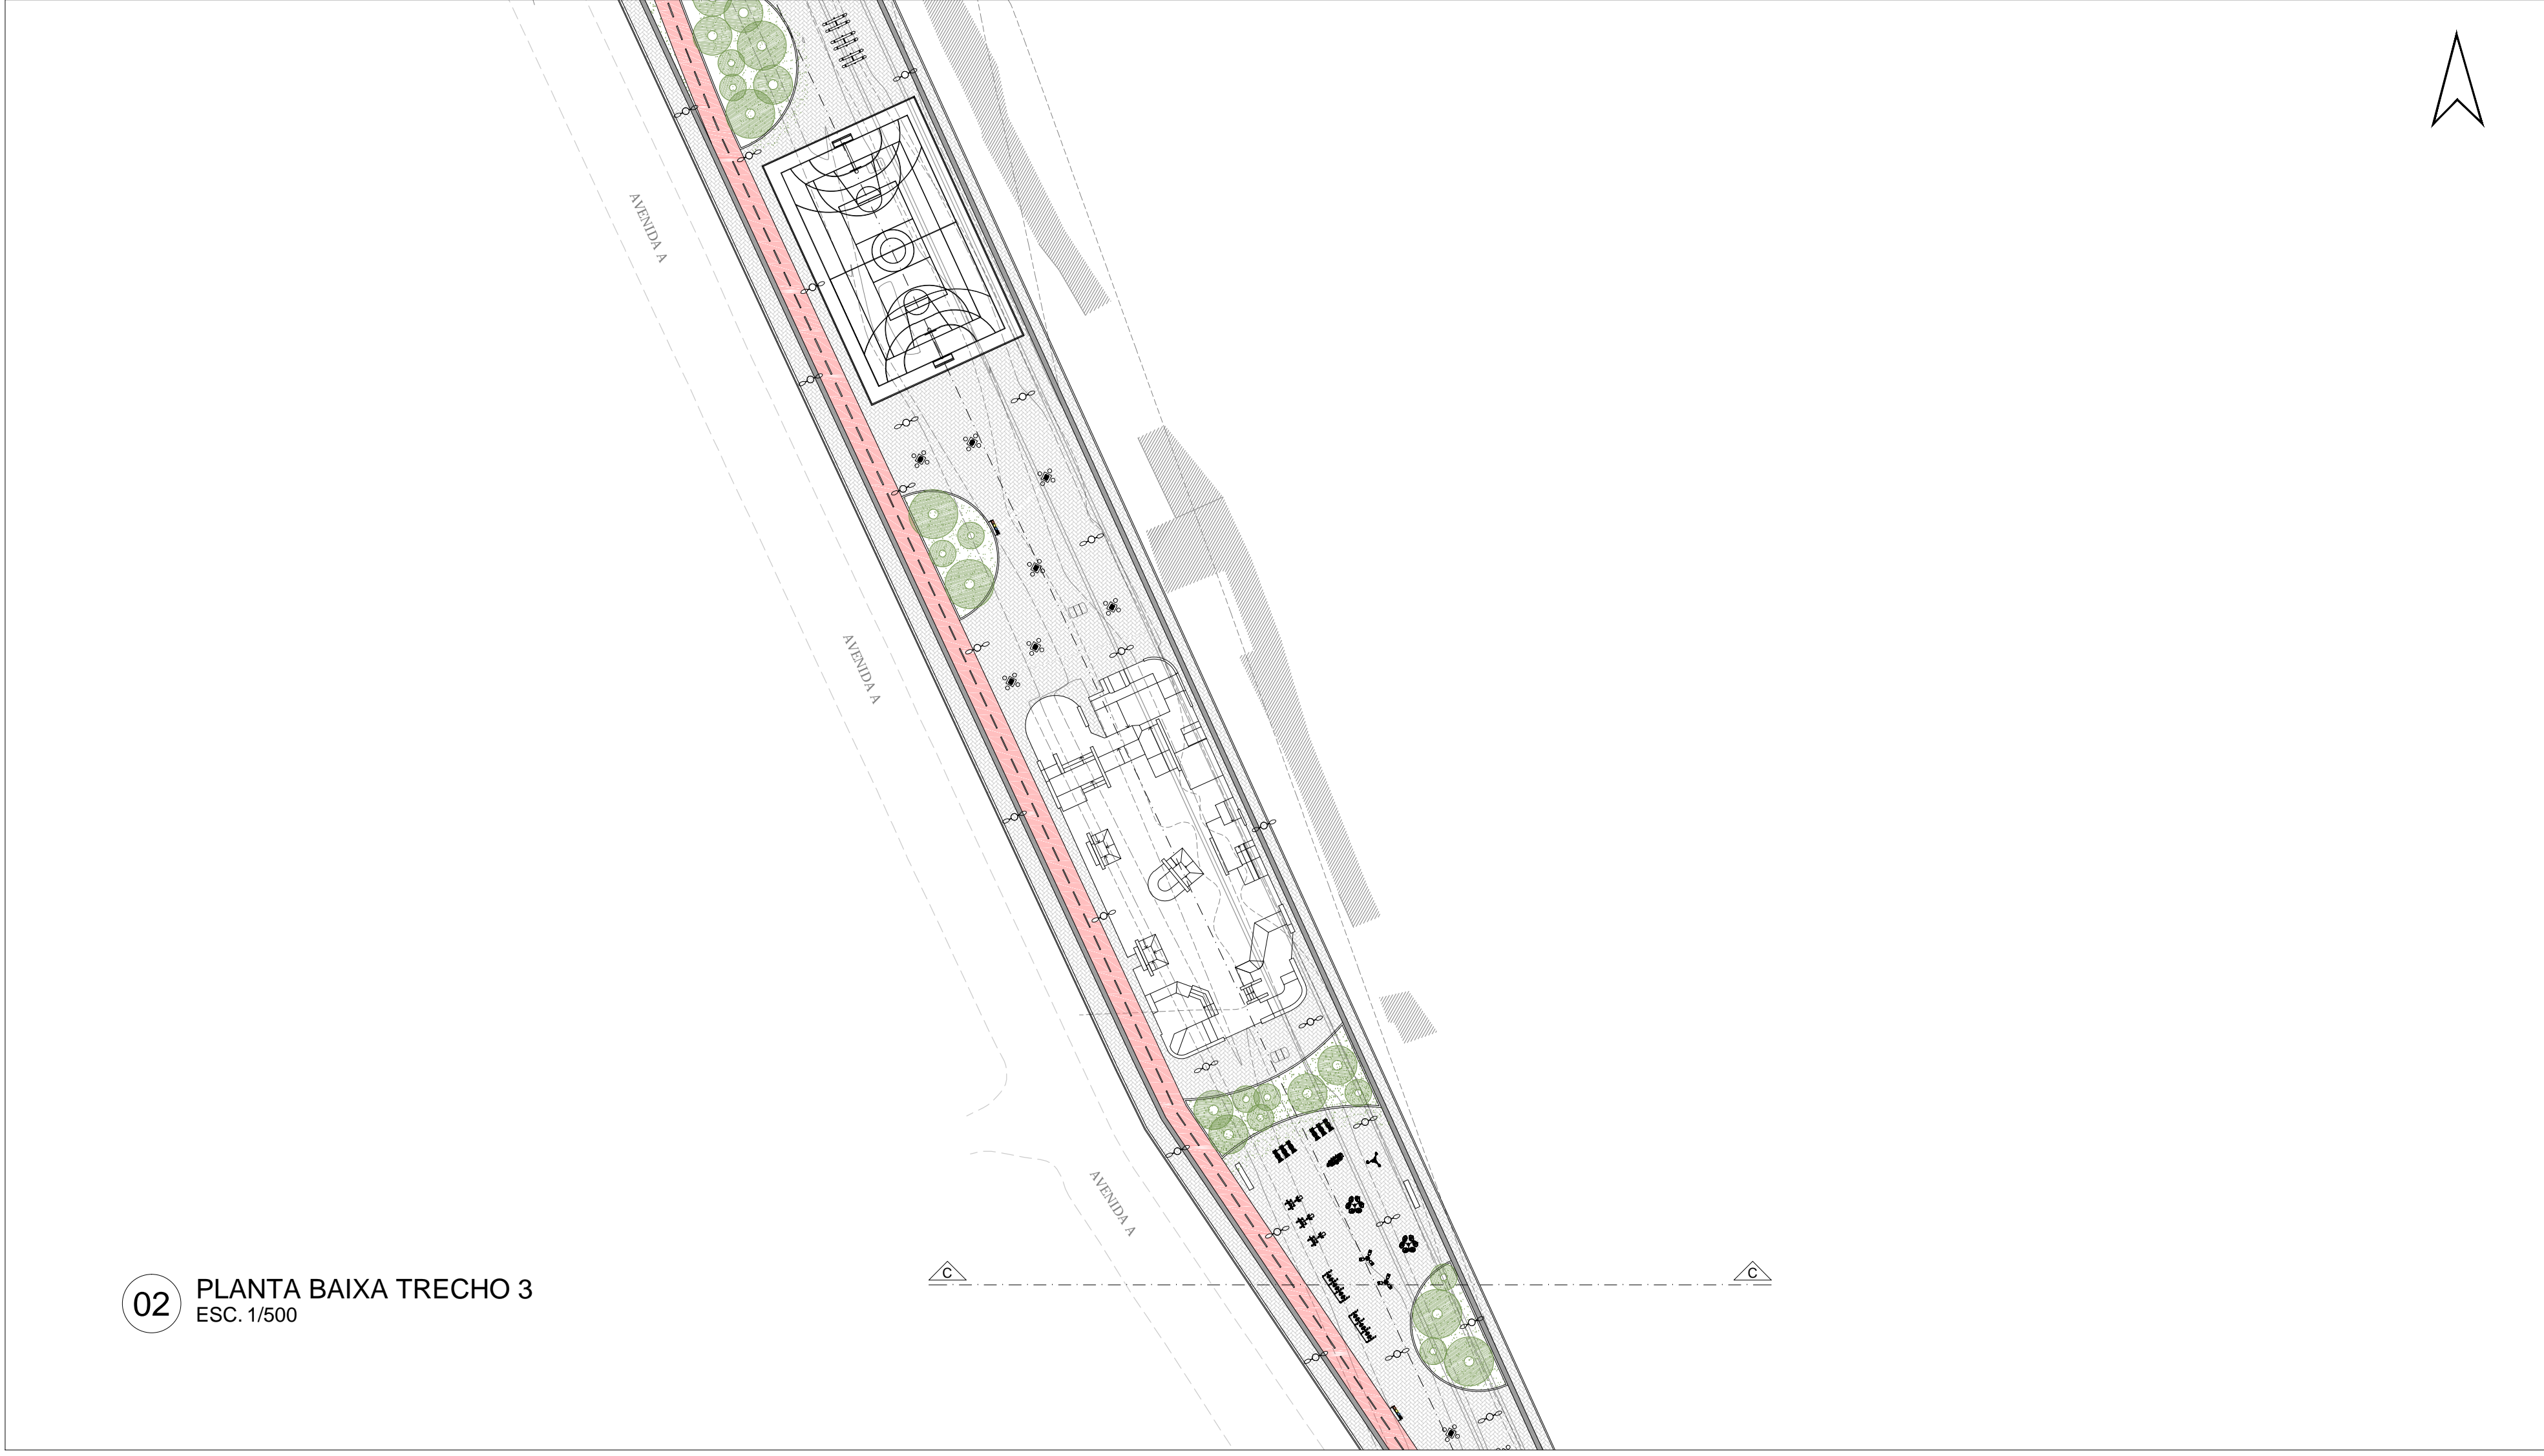 AVENIDA A
AVENIDA A
AVENIDA A
C
C
02
PLANTA BAIXA TRECHO 3
ESC. 1/500